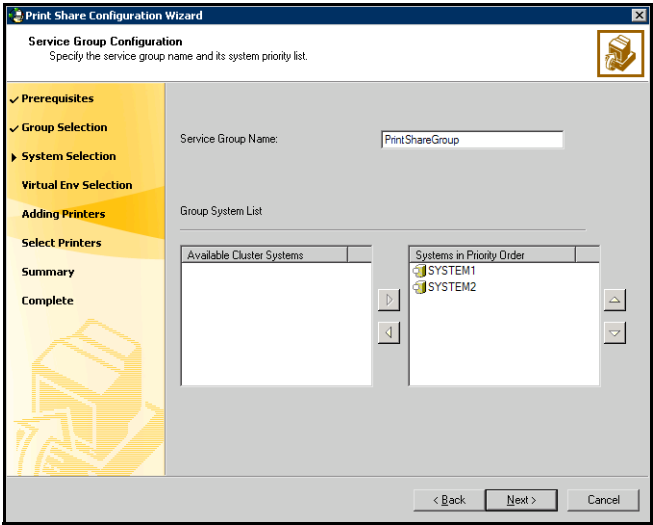 Print Share Configuration Wizard
Service Group Configuration
Specify the service group name and its system priority list.
Prerequisites
Group Selection
System Selection
Virtual Env Selection
Adding Printers
Select Printers
Summary
Complete
Service Group Name:
PrintShareGroup
Group System List
Available Cluster Systems
Systems in Priority Order
SYSTEM1
SYSTEM2
< Back
Next >
Cancel